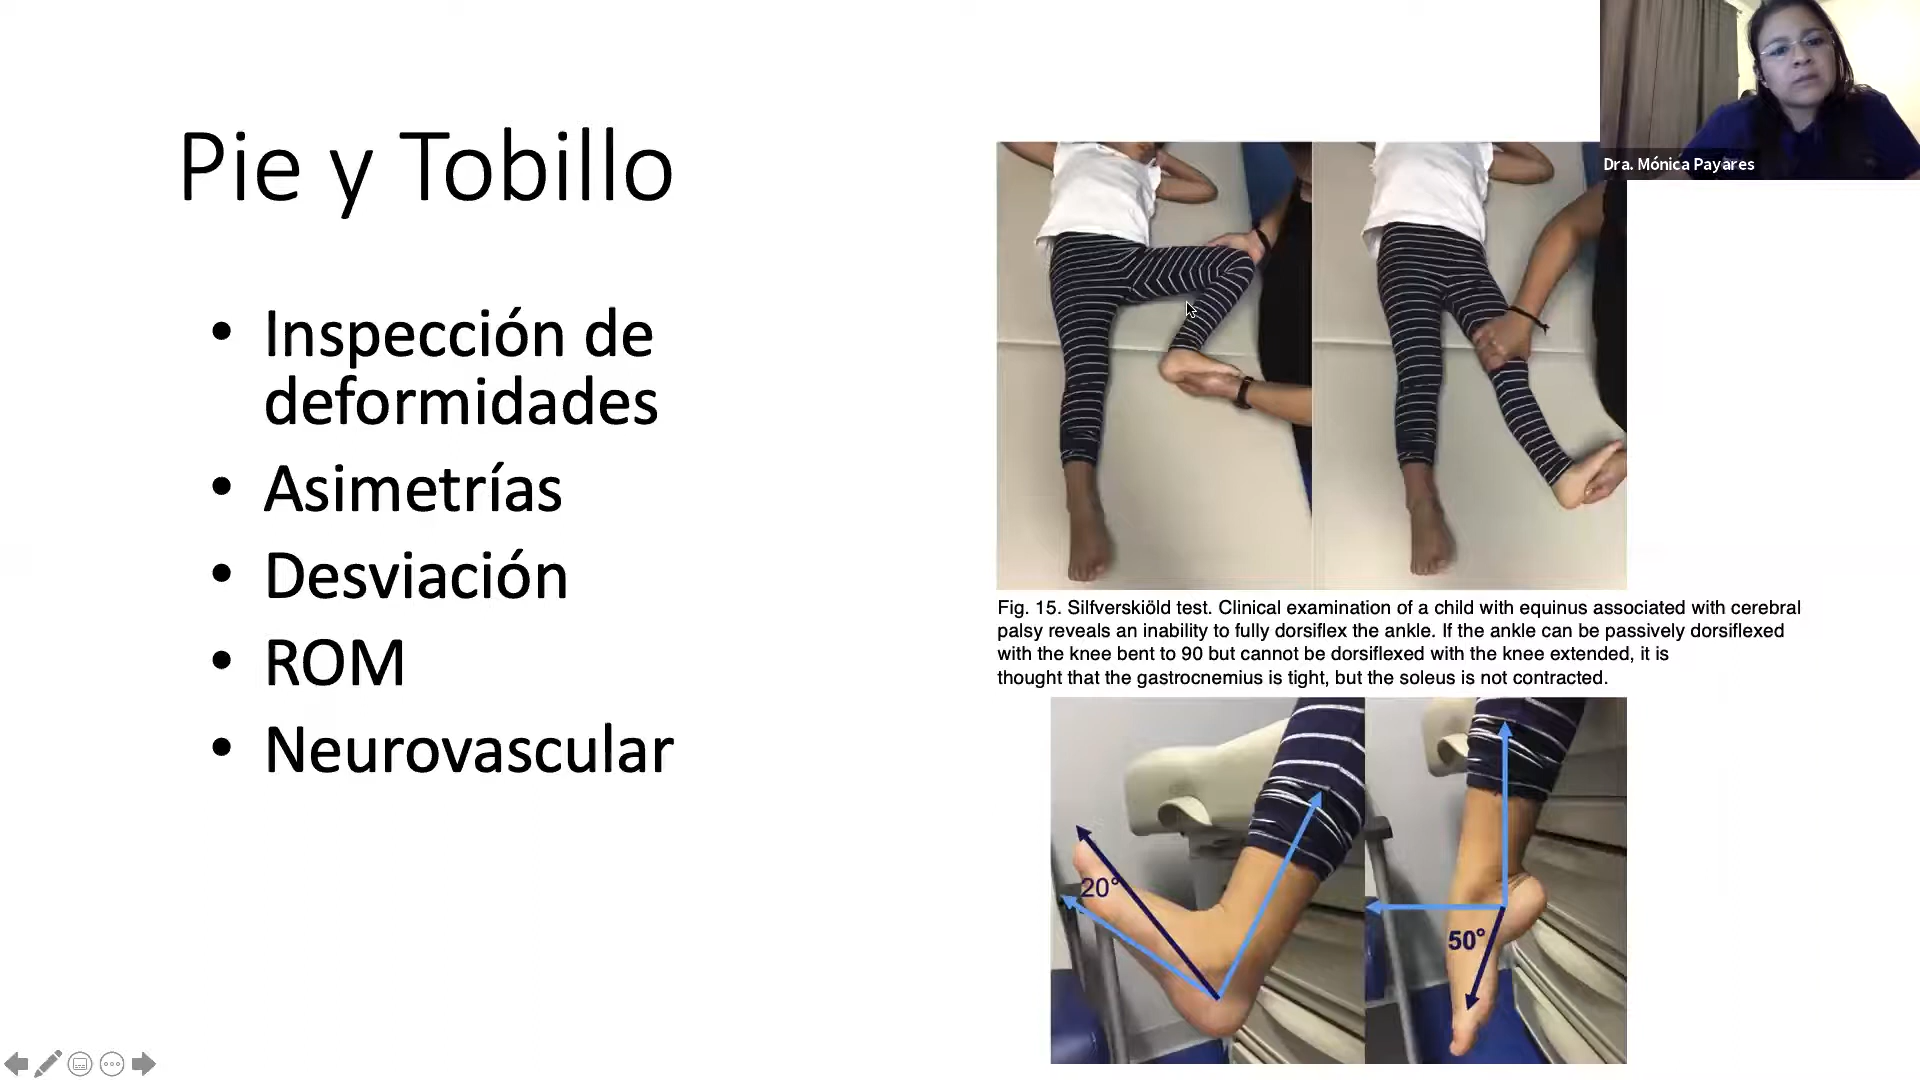 Pie y Tobillo
• Inspección de
deformidades
• Asimetrías
• Desviación
• ROM
• Neurovascular
Dra. Mónica Payares
Fig. 15. Silfverskiöld test. Clinical examination of a child with equinus associated with cerebral
palsy reveals an inability to fully dorsiflex the ankle. If the ankle can be passively dorsiflexed
with the knee bent to 90 but cannot be dorsiflexed with the knee extended, it is
thought that the gastrocnemius is tight, but the soleus is not contracted.
20°
50°